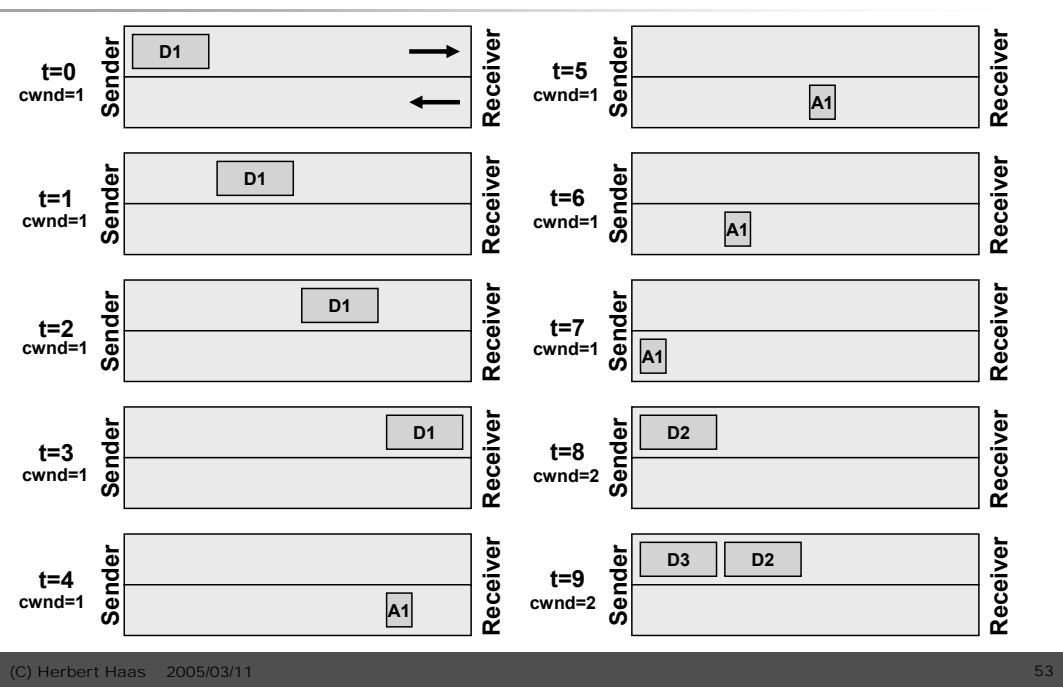 t=0
cwnd=1
Sender
D1
Receiver
t=1
cwnd=1
Sender
D1
Receiver
t=2
cwnd=1
Sender
D1
Receiver
t=3
cwnd=1
Sender
D1
Receiver
t=4
cwnd=1
Sender
A1
Receiver
t=5
cwnd=1
Sender
A1
Receiver
t=6
cwnd=1
Sender
A1
Receiver
t=7
cwnd=1
Sender
A1
Receiver
t=8
cwnd=2
Sender
D2
Receiver
t=9
cwnd=2
Sender
D3 D2
Receiver
(C) Herbert Haas 2005/03/11
53